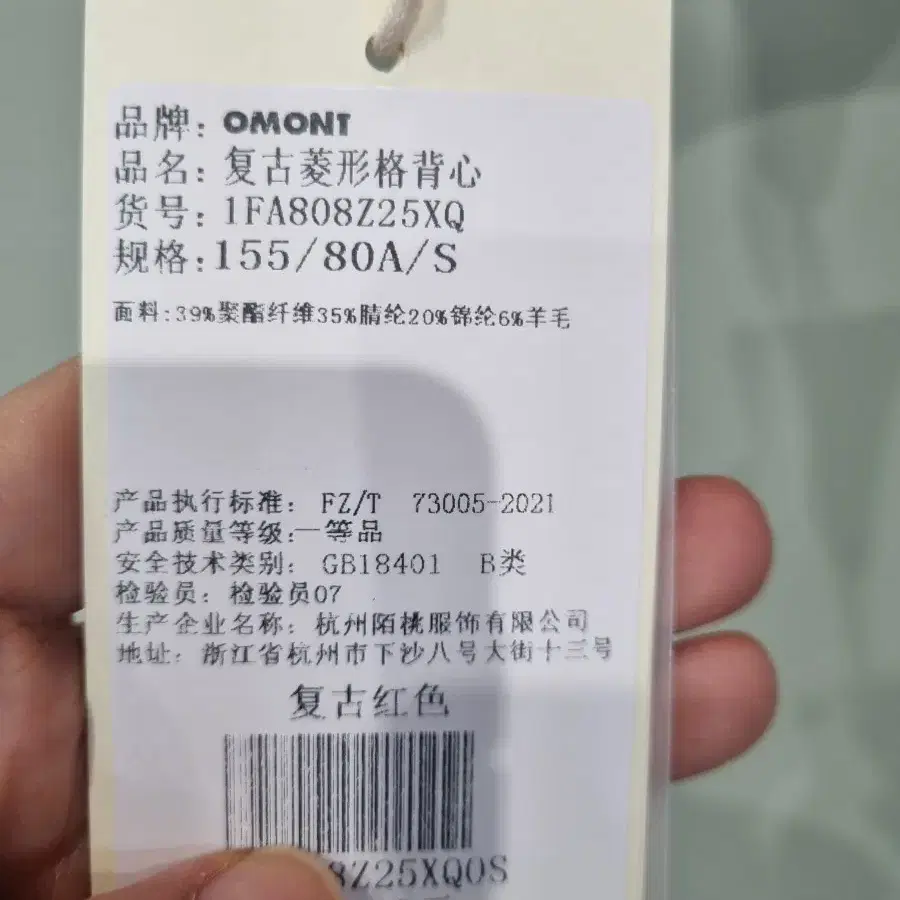 品牌: OMONT
品名: 复古菱形格背心
货号: 1FA808Z25XQ
规格:155/80A/S
面料:39%聚酯纤维35%腈纶20%锦纶6%羊毛
产品执行标准: FZ/T 73005-2021
产品质量等级:一等品
安全技术类别: GB18401 B类
检验员: 检验员07
生产企业名称: 杭州陌桃服饰有限公司
地址: 浙江省杭州市下沙八号大街十三号
复古红色
8Z25XQ0S